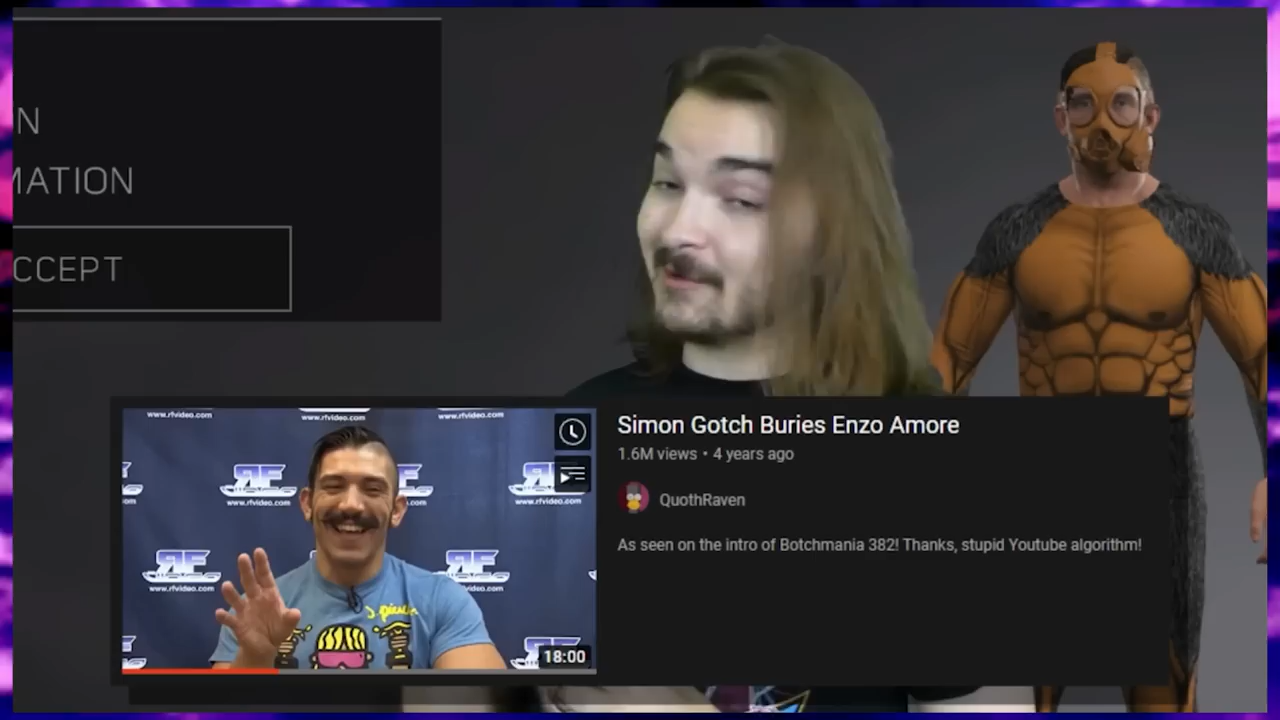 N
MATION
CCEPT
www.rfvideo.com
www.rfvideo.com
www.rfvideo.com
RF
www.rfvideo.com
RF
RF
www.rfvideo.com
RF
www.rfvideo.com
RF
www.rfvideo.com
RF
18:00
Simon Gotch Buries Enzo Amore
1.6M views • 4 years ago
QuothRaven
As seen on the intro of Botchmania 382! Thanks, stupid Youtube algorithm!